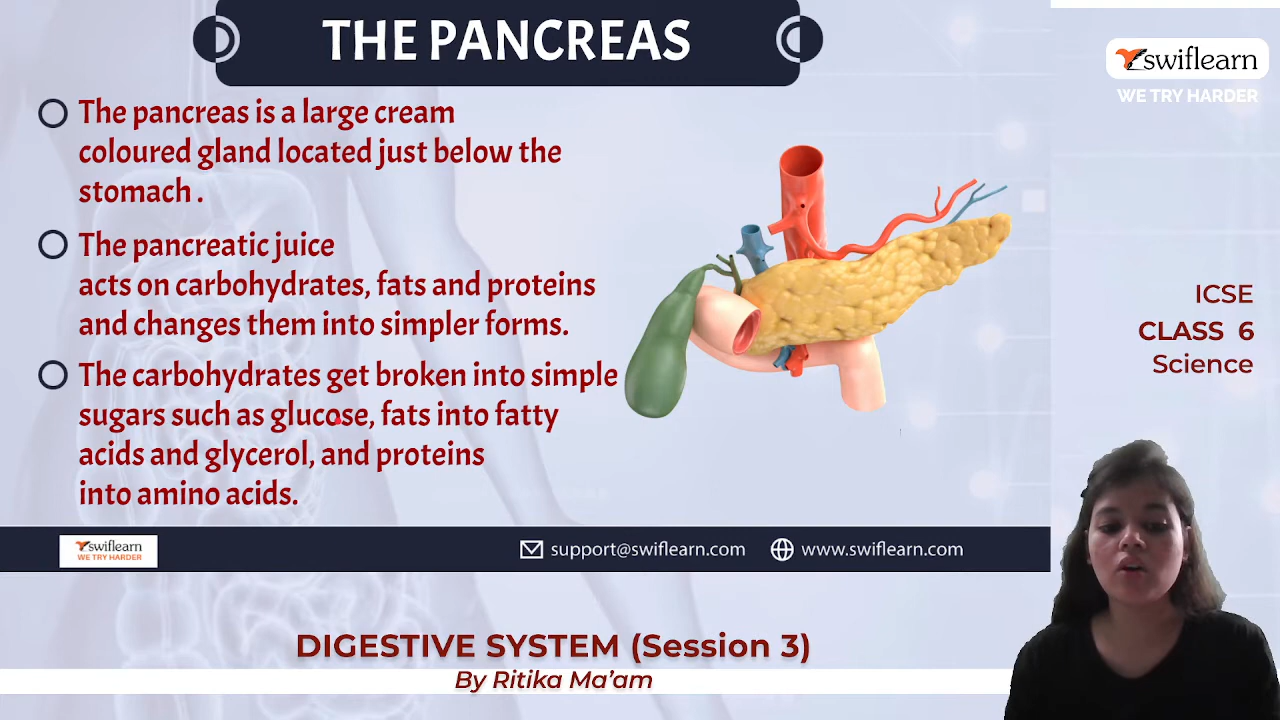 THE PANCREAS
The pancreas is a large cream
coloured gland located just below the
stomach .
The pancreatic juice
acts on carbohydrates, fats and proteins
and changes them into simpler forms.
The carbohydrates get broken into simple
sugars such as glucose, fats into fatty
acids and glycerol, and proteins
into amino acids.
swiflearn
WE TRY HARDER
support@swiflearn.com
www.swiflearn.com
DIGESTIVE SYSTEM (Session 3)
By Ritika Ma'am
swiflearn
WE TRY HARDER
ICSE
CLASS 6
Science